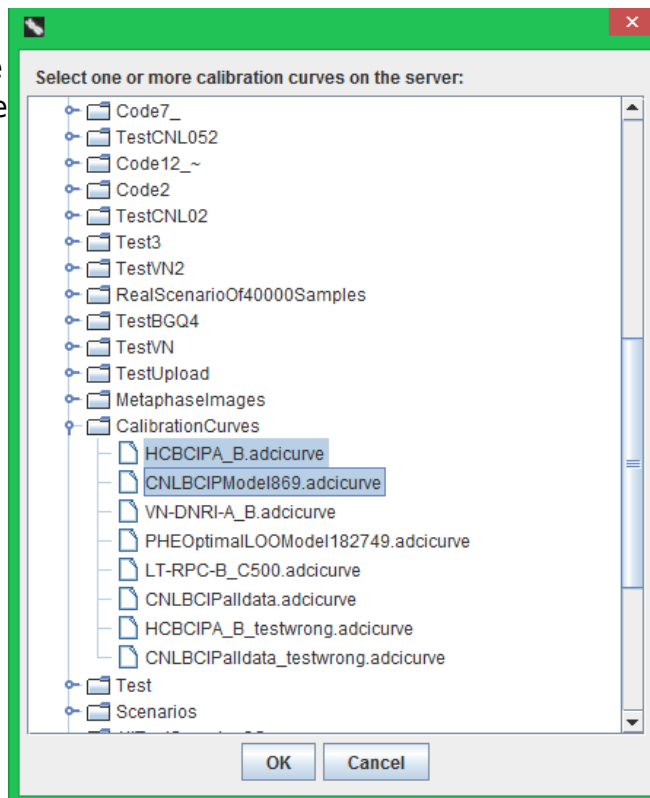 Select one or more calibration curves on the server:
Code7_
TestCNL052
Code12_~
Code2
TestCNL02
Test3
TestVN2
RealScenarioOf40000Samples
TestBGQ4
TestVN
TestUpload
MetaphaseImages
CalibrationCurves
HCBCIPA_B.adcicurve
CNLBCIPModel869.adcicurve
VN-DNRI-A_B.adcicurve
PHEOptimalLOOModel182749.adcicurve
LT-RPC-B_C500.adcicurve
CNLBCIPalldata.adcicurve
HCBCIPA_B_testwrong.adcicurve
CNLBCIPalldata_testwrong.adcicurve
Test
Scenarios
OK Cancel